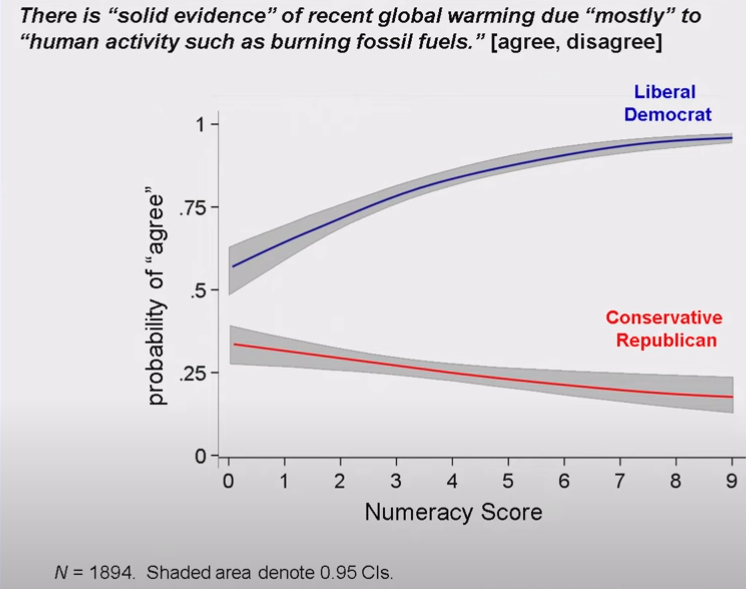 There is “solid evidence” of recent global warming due “mostly” to
“human activity such as burning fossil fuels.” [agree, disagree]
Liberal
Democrat
1
.75
.5
.25
0
probability of “agree”
Conservative
Republican
0 1 2 3 4 5 6 7 8 9
Numeracy Score
N = 1894. Shaded area denote 0.95 CIs.